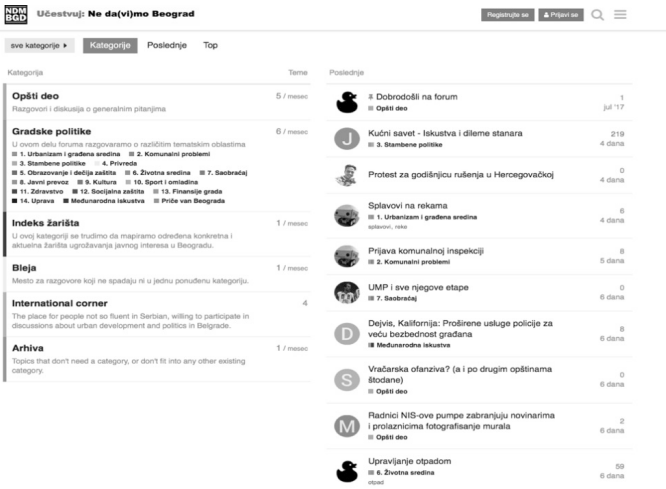 NDM
BGD
Učestvuj: Ne da(vi)mo Beograd
Registrujte se
Prijavi se
sve kategorije
Kategorije
Poslednje
Top
Kategorija
Teme
Opšti deo
5 / mesec
Razgovori i diskusija o generalnim pitanjima
Gradske politike
6 / mesec
U ovom delu foruma razgovaramo o različitim tematskim oblastima
1. Urbanizam i građena sredina 2. Komunalni problemi
3. Stambene politike 4. Privreda
5. Obrazovanje i dečija zaštita 6. Životna sredina 7. Saobraćaj
8. Javni prevoz 9. Kultura 10. Sport i omladina
11. Zdravstvo 12. Socijalna zaštita 13. Finansije grada
14. Uprava Međunarodna iskustva Priče van Beograda
Indeks žarišta
1 / mesec
U ovoj kategoriji se trudimo da mapiramo određena konkretna i
aktuelna žarišta ugrožavanja javnog interesa u Beogradu.
Bleja
1 / mesec
Mesto za razgovore koji ne spadaju ni u jednu ponuđenu kategoriju.
International corner
4
The place for people not so fluent in Serbian, willing to participate in
discussions about urban development and politics in Belgrade.
Arhiva
1 / mesec
Topics that don't need a category, or don't fit into any other existing
category.
Poslednje
Dobrodošli na forum
1
Opšti deo
jul '17
J
Kućni savet - Iskustva i dileme stanara
219
3. Stambene politike
4 dana
Protest za godišnjicu rušenja u Hercegovačkoj
0
4 dana
Splavovi na rekama
6
1. Urbanizam i građena sredina
4 dana
splavovi, reke
Prijava komunalnoj inspekciji
8
2. Komunalni problemi
5 dana
UMP i sve njegove etape
0
7. Saobraćaj
6 dana
D
Dejvis, Kalifornija: Proširene usluge policije za
veću bezbednost građana
8
Međunarodna iskustva
6 dana
S
Vračarska ofanziva? (a i po drugim opštinama
štodane)
0
Opšti deo
6 dana
M
Radnici NIS-ove pumpe zabranjuju novinarima
i prolaznicima fotografisanje murala
2
Opšti deo
6 dana
Upravljanje otpadom
59
6. Životna sredina
6 dana
otpad